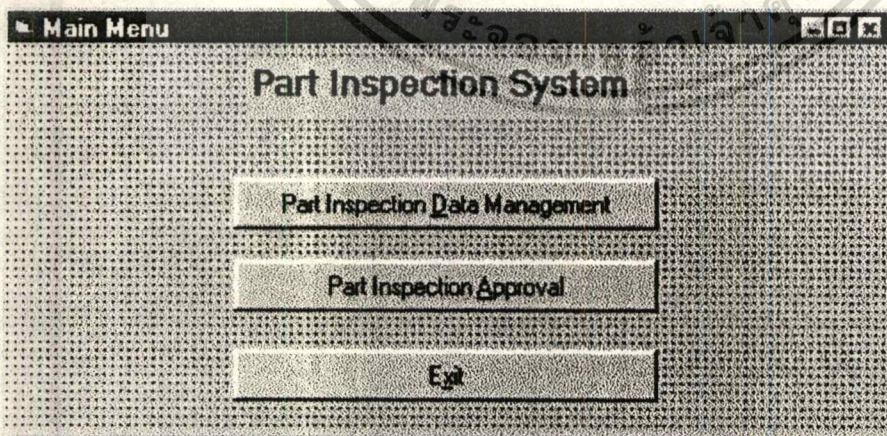 Main Menu
Part Inspection System
Part Inspection Data Management
Part Inspection Approval
Exit